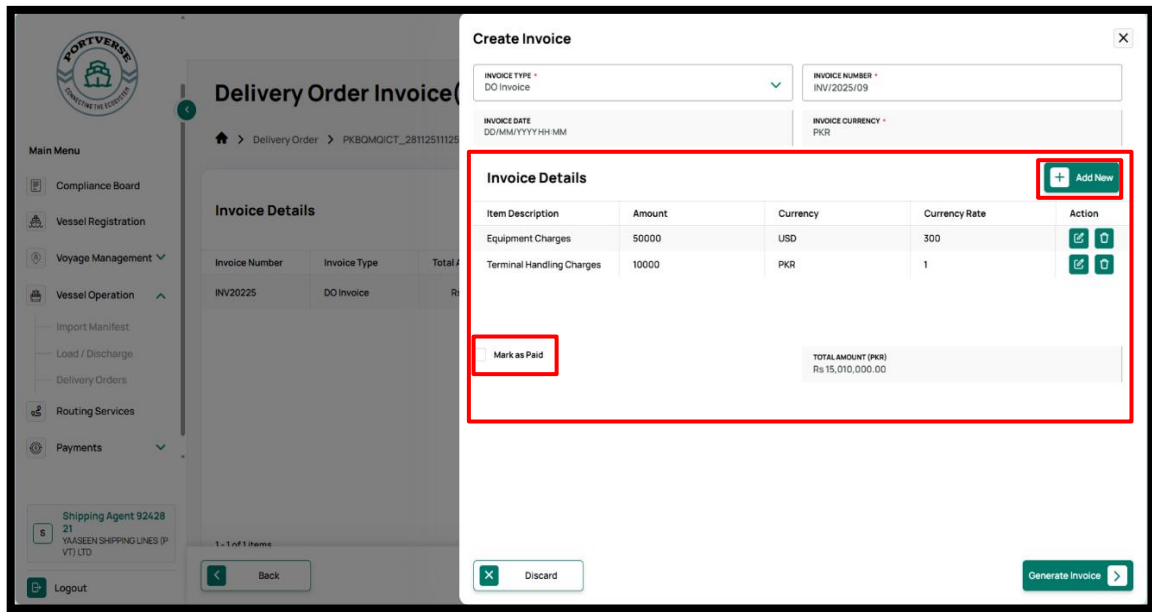 PORTVERSE
CONNECTING THE ECOSYSTEM
Main Menu
Compliance Board
Vessel Registration
Voyage Management
Vessel Operation
Import Manifest
Load / Discharge
Delivery Orders
Routing Services
Payments
S
Shipping Agent 92428
21
YAASEEN SHIPPING LINES (P
VT) LTD
Logout
Delivery Order Invoice(
> Delivery Order > PKBQMQICT_28112511125
Invoice Details
Invoice Number Invoice Type Total A
INV20225 DO Invoice Rs
1 - 1 of 1 items
Back
Create Invoice
INVOICE TYPE *
DO Invoice
INVOICE NUMBER *
INV/2025/09
INVOICE DATE
DD/MM/YYYY HH:MM
INVOICE CURRENCY *
PKR
Invoice Details
Add New
Item Description Amount Currency Currency Rate Action
Equipment Charges 50000 USD 300
Terminal Handling Charges 10000 PKR 1
Mark as Paid
TOTAL AMOUNT (PKR)
Rs 15,010,000.00
Discard
Generate Invoice